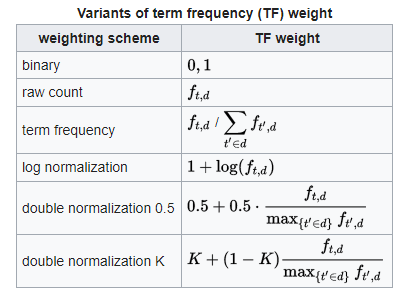 Variants of term frequency (TF) weight
weighting scheme TF weight
binary 0, 1
raw count f_{t,d}
term frequency f_{t,d} / ∑_{t′∈d} f_{t′,d}
log normalization 1 + log(f_{t,d})
double normalization 0.5 0.5 + 0.5 · \frac{f_{t,d}}{max_{\{t′∈d\}} f_{t′,d}}
double normalization K K + (1 − K) \frac{f_{t,d}}{max_{\{t′∈d\}} f_{t′,d}}